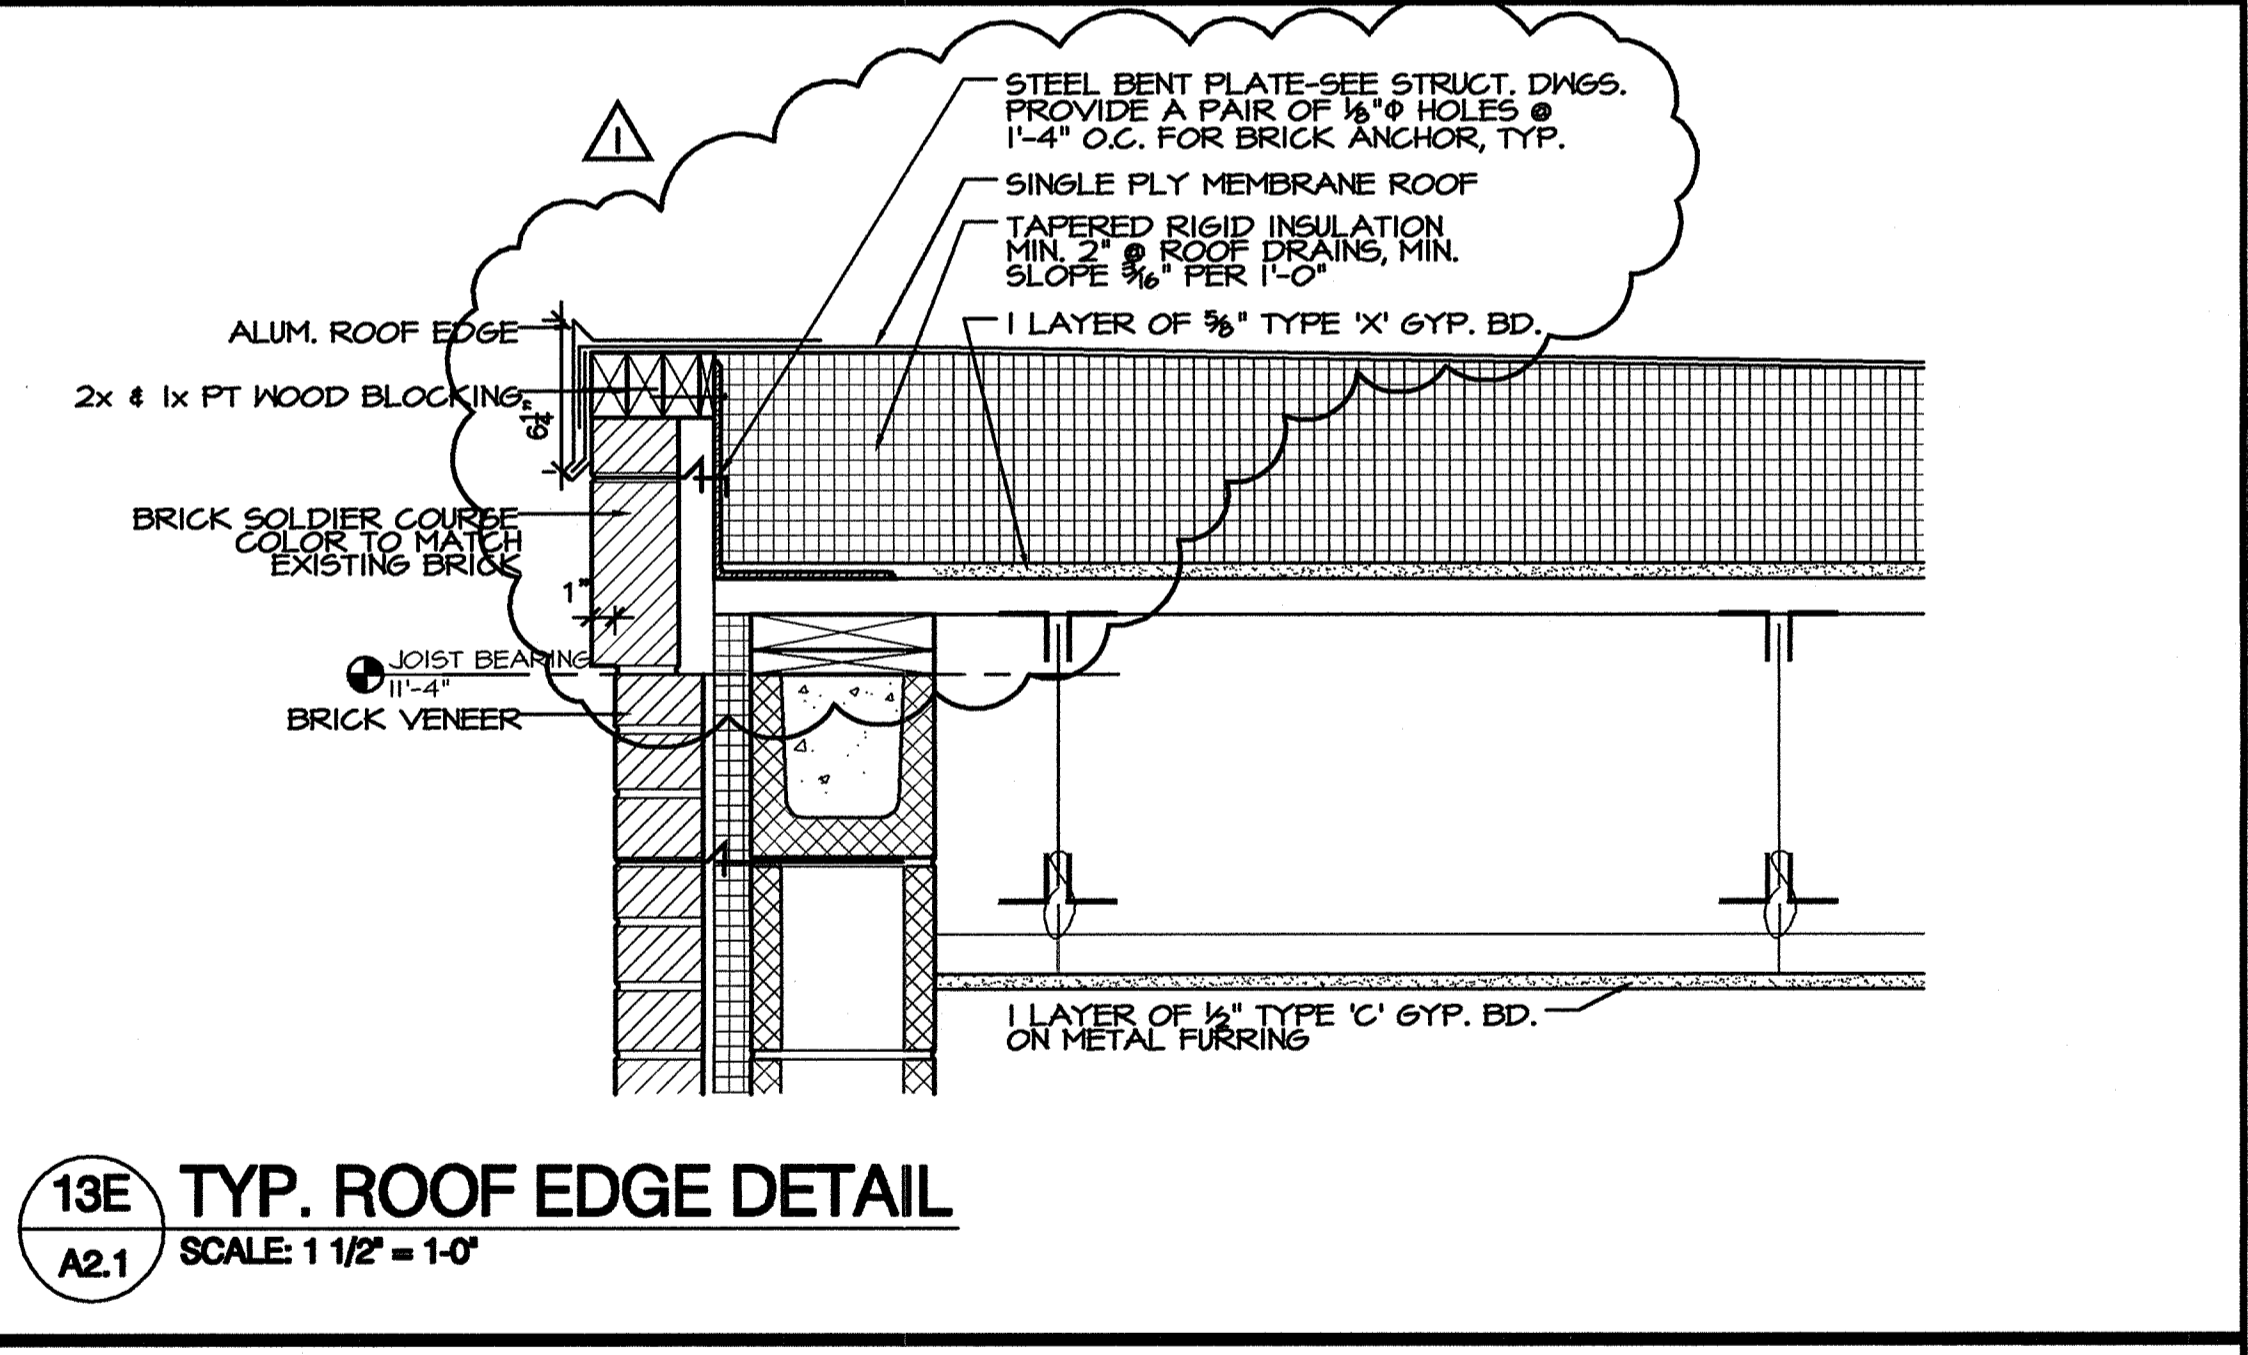 STEEL BENT PLATE-SEE STRUCT. DWGS.
PROVIDE A PAIR OF ⅛"Φ HOLES @
1'-4" O.C. FOR BRICK ANCHOR, TYP.
1
SINGLE PLY MEMBRANE ROOF
TAPERED RIGID INSULATION
MIN. 2" @ ROOF DRAINS, MIN.
SLOPE 3/16" PER 1'-0"
1 LAYER OF ⅝" TYPE 'X' GYP. BD.
ALUM. ROOF EDGE
2x & 1x PT WOOD BLOCKING
6¼"
BRICK SOLDIER COURSE
COLOR TO MATCH
EXISTING BRICK
1"
JOIST BEARING
11'-4"
BRICK VENEER
1 LAYER OF ½" TYPE 'C' GYP. BD.
ON METAL FURRING
13E
A2.1
TYP. ROOF EDGE DETAIL
SCALE: 1 1/2" = 1-0"